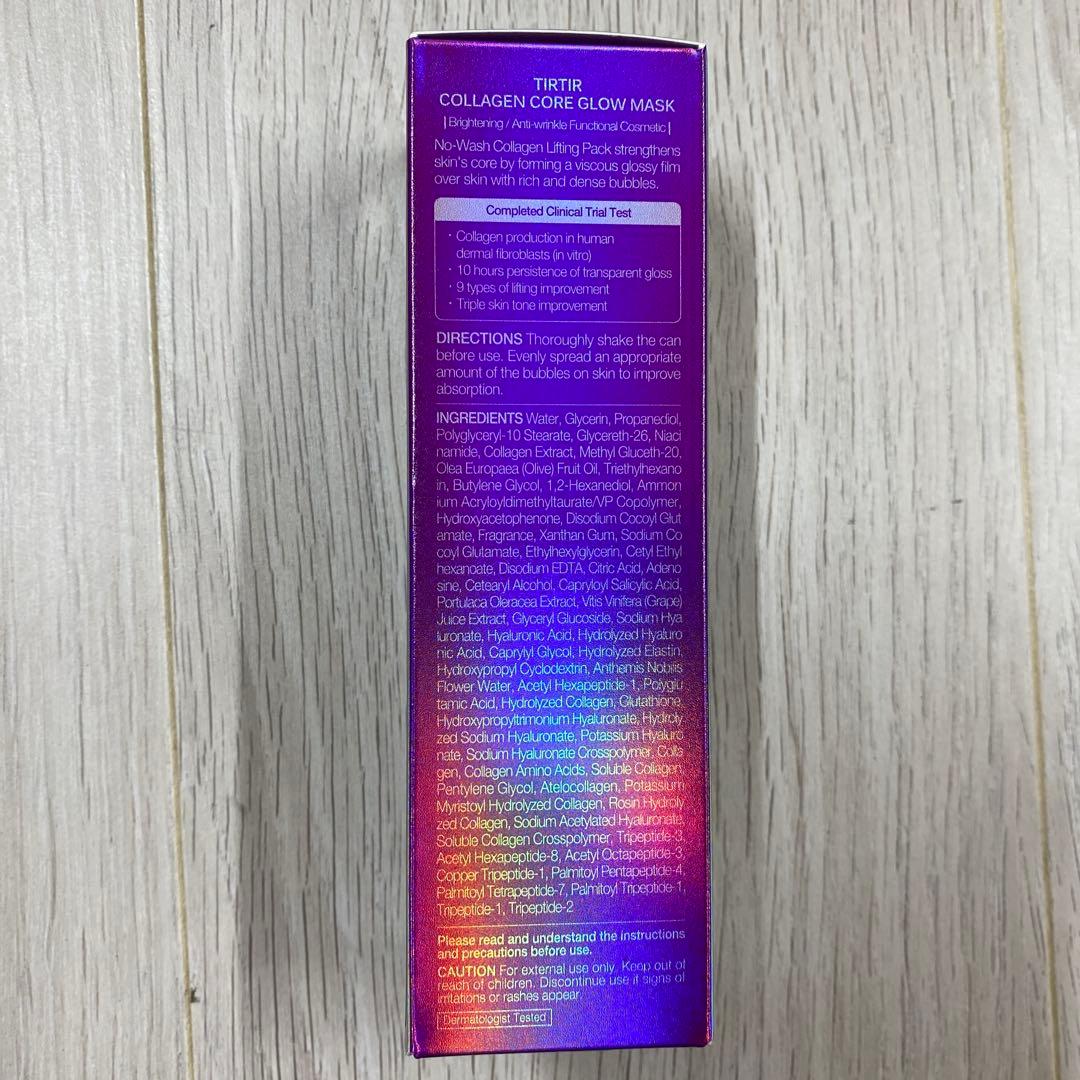 TIRTIR
COLLAGEN CORE GLOW MASK
| Brightening / Anti-wrinkle Functional Cosmetic |
No-Wash Collagen Lifting Pack strengthens
skin's core by forming a viscous glossy film
over skin with rich and dense bubbles.
Completed Clinical Trial Test
· Collagen production in human
dermal fibroblasts (in vitro)
· 10 hours persistence of transparent gloss
· 9 types of lifting improvement
· Triple skin tone improvement
DIRECTIONS Thoroughly shake the can
before use. Evenly spread an appropriate
amount of the bubbles on skin to improve
absorption.
INGREDIENTS Water, Glycerin, Propanediol,
Polyglyceryl-10 Stearate, Glycereth-26, Niaci
namide, Collagen Extract, Methyl Gluceth-20,
Olea Europaea (Olive) Fruit Oil, Triethylhexano
in, Butylene Glycol, 1,2-Hexanediol, Ammon
ium Acryloyldimethyltaurate/VP Copolymer,
Hydroxyacetophenone, Disodium Cocoyl Glut
amate, Fragrance, Xanthan Gum, Sodium Co
coyl Glutamate, Ethylhexylglycerin, Cetyl Ethyl
hexanoate, Disodium EDTA, Citric Acid, Adeno
sine, Cetearyl Alcohol, Capryloyl Salicylic Acid,
Portulaca Oleracea Extract, Vitis Vinifera (Grape)
Juice Extract, Glyceryl Glucoside, Sodium Hya
luronate, Hyaluronic Acid, Hydrolyzed Hyaluro
nic Acid, Caprylyl Glycol, Hydrolyzed Elastin,
Hydroxypropyl Cyclodextrin, Anthemis Nobilis
Flower Water, Acetyl Hexapeptide-1, Polyglu
tamic Acid, Hydrolyzed Collagen, Glutathione,
Hydroxypropyltrimonium Hyaluronate, Hydroly
zed Sodium Hyaluronate, Potassium Hyaluro
nate, Sodium Hyaluronate Crosspolymer, Colla
gen, Collagen Amino Acids, Soluble Collagen,
Pentylene Glycol, Atelocollagen, Potassium
Myristoyl Hydrolyzed Collagen, Rosin Hydroly
zed Collagen, Sodium Acetylated Hyaluronate,
Soluble Collagen Crosspolymer, Tripeptide-3,
Acetyl Hexapeptide-8, Acetyl Octapeptide-3,
Copper Tripeptide-1, Palmitoyl Pentapeptide-4,
Palmitoyl Tetrapeptide-7, Palmitoyl Tripeptide-1,
Tripeptide-1, Tripeptide-2
Please read and understand the instructions
and precautions before use.
CAUTION For external use only. Keep out of
reach of children. Discontinue use if signs of
irritations or rashes appear.
Dermatologist Tested